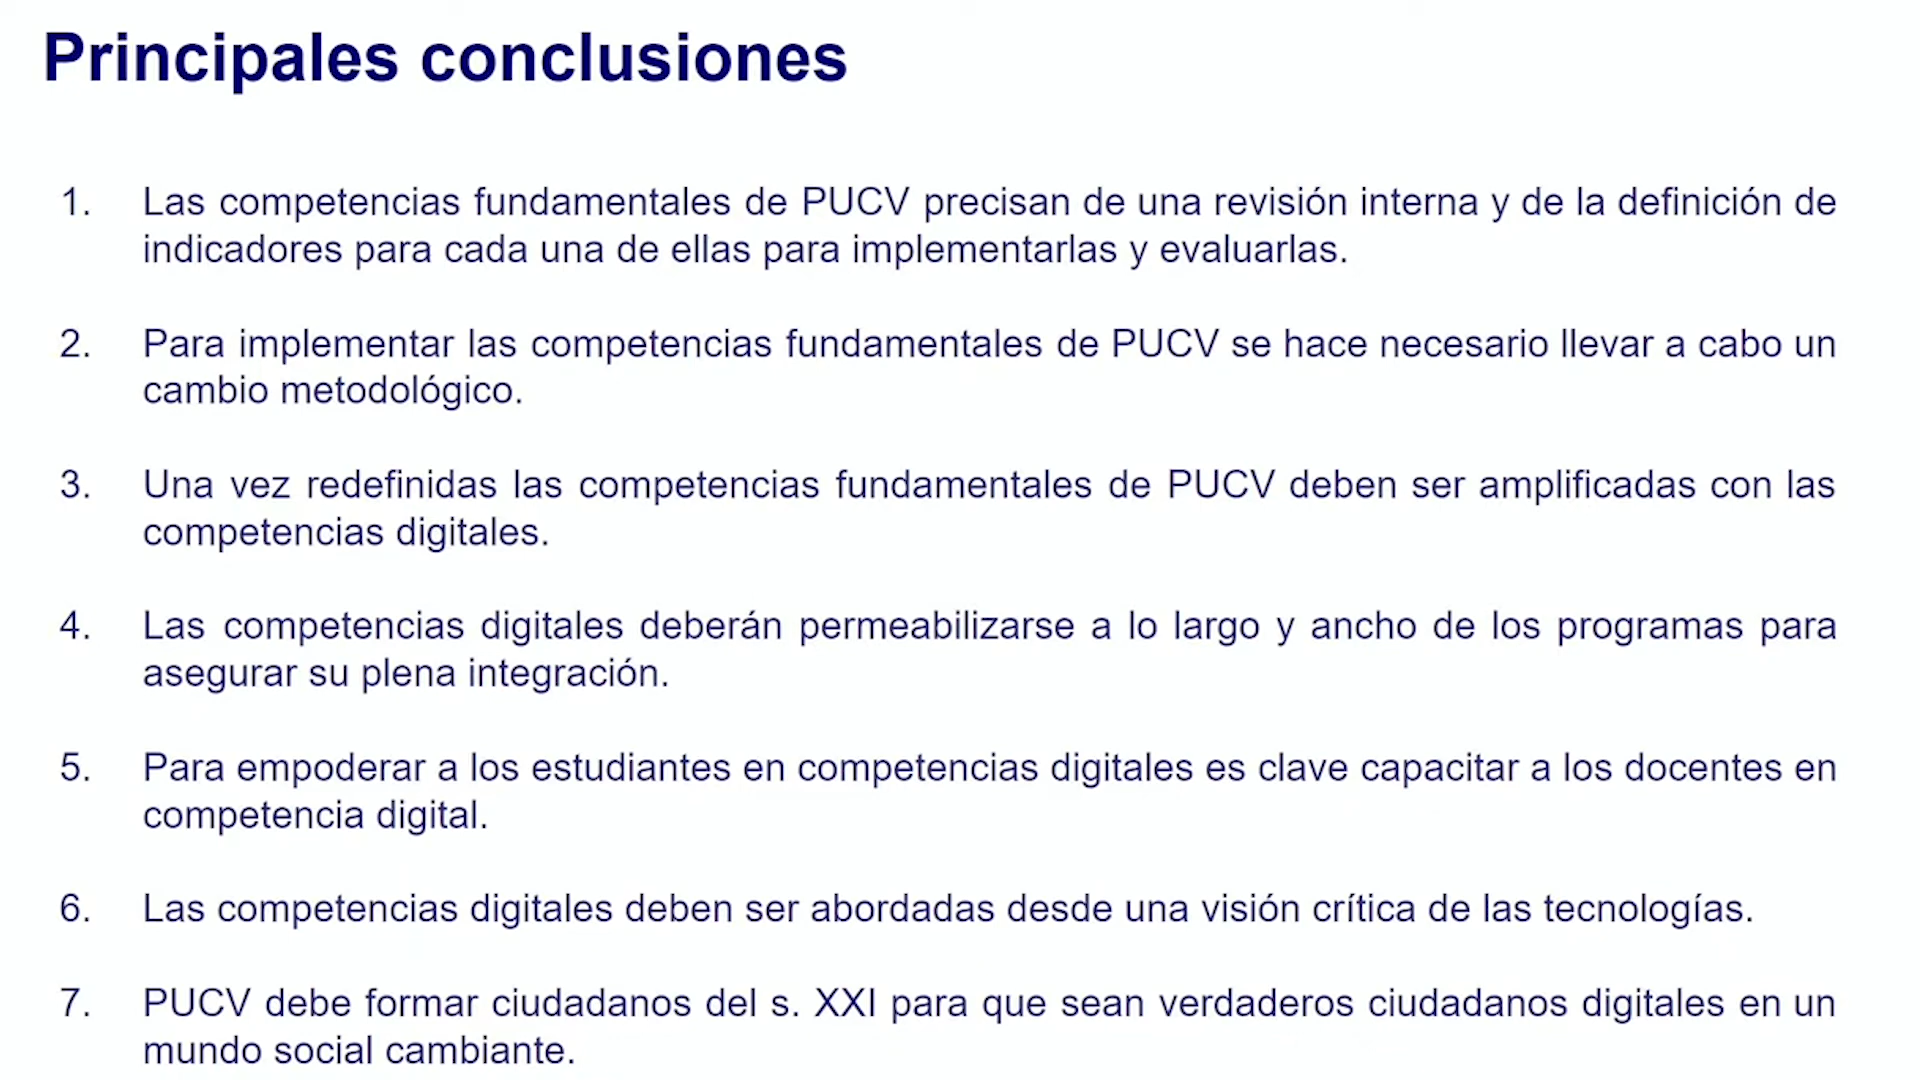 Principales conclusiones
1. Las competencias fundamentales de PUCV precisan de una revisión interna y de la definición de
indicadores para cada una de ellas para implementarlas y evaluarlas.
2. Para implementar las competencias fundamentales de PUCV se hace necesario llevar a cabo un
cambio metodológico.
3. Una vez redefinidas las competencias fundamentales de PUCV deben ser amplificadas con las
competencias digitales.
4. Las competencias digitales deberán permeabilizarse a lo largo y ancho de los programas para
asegurar su plena integración.
5. Para empoderar a los estudiantes en competencias digitales es clave capacitar a los docentes en
competencia digital.
6. Las competencias digitales deben ser abordadas desde una visión crítica de las tecnologías.
7. PUCV debe formar ciudadanos del s. XXI para que sean verdaderos ciudadanos digitales en un
mundo social cambiante.